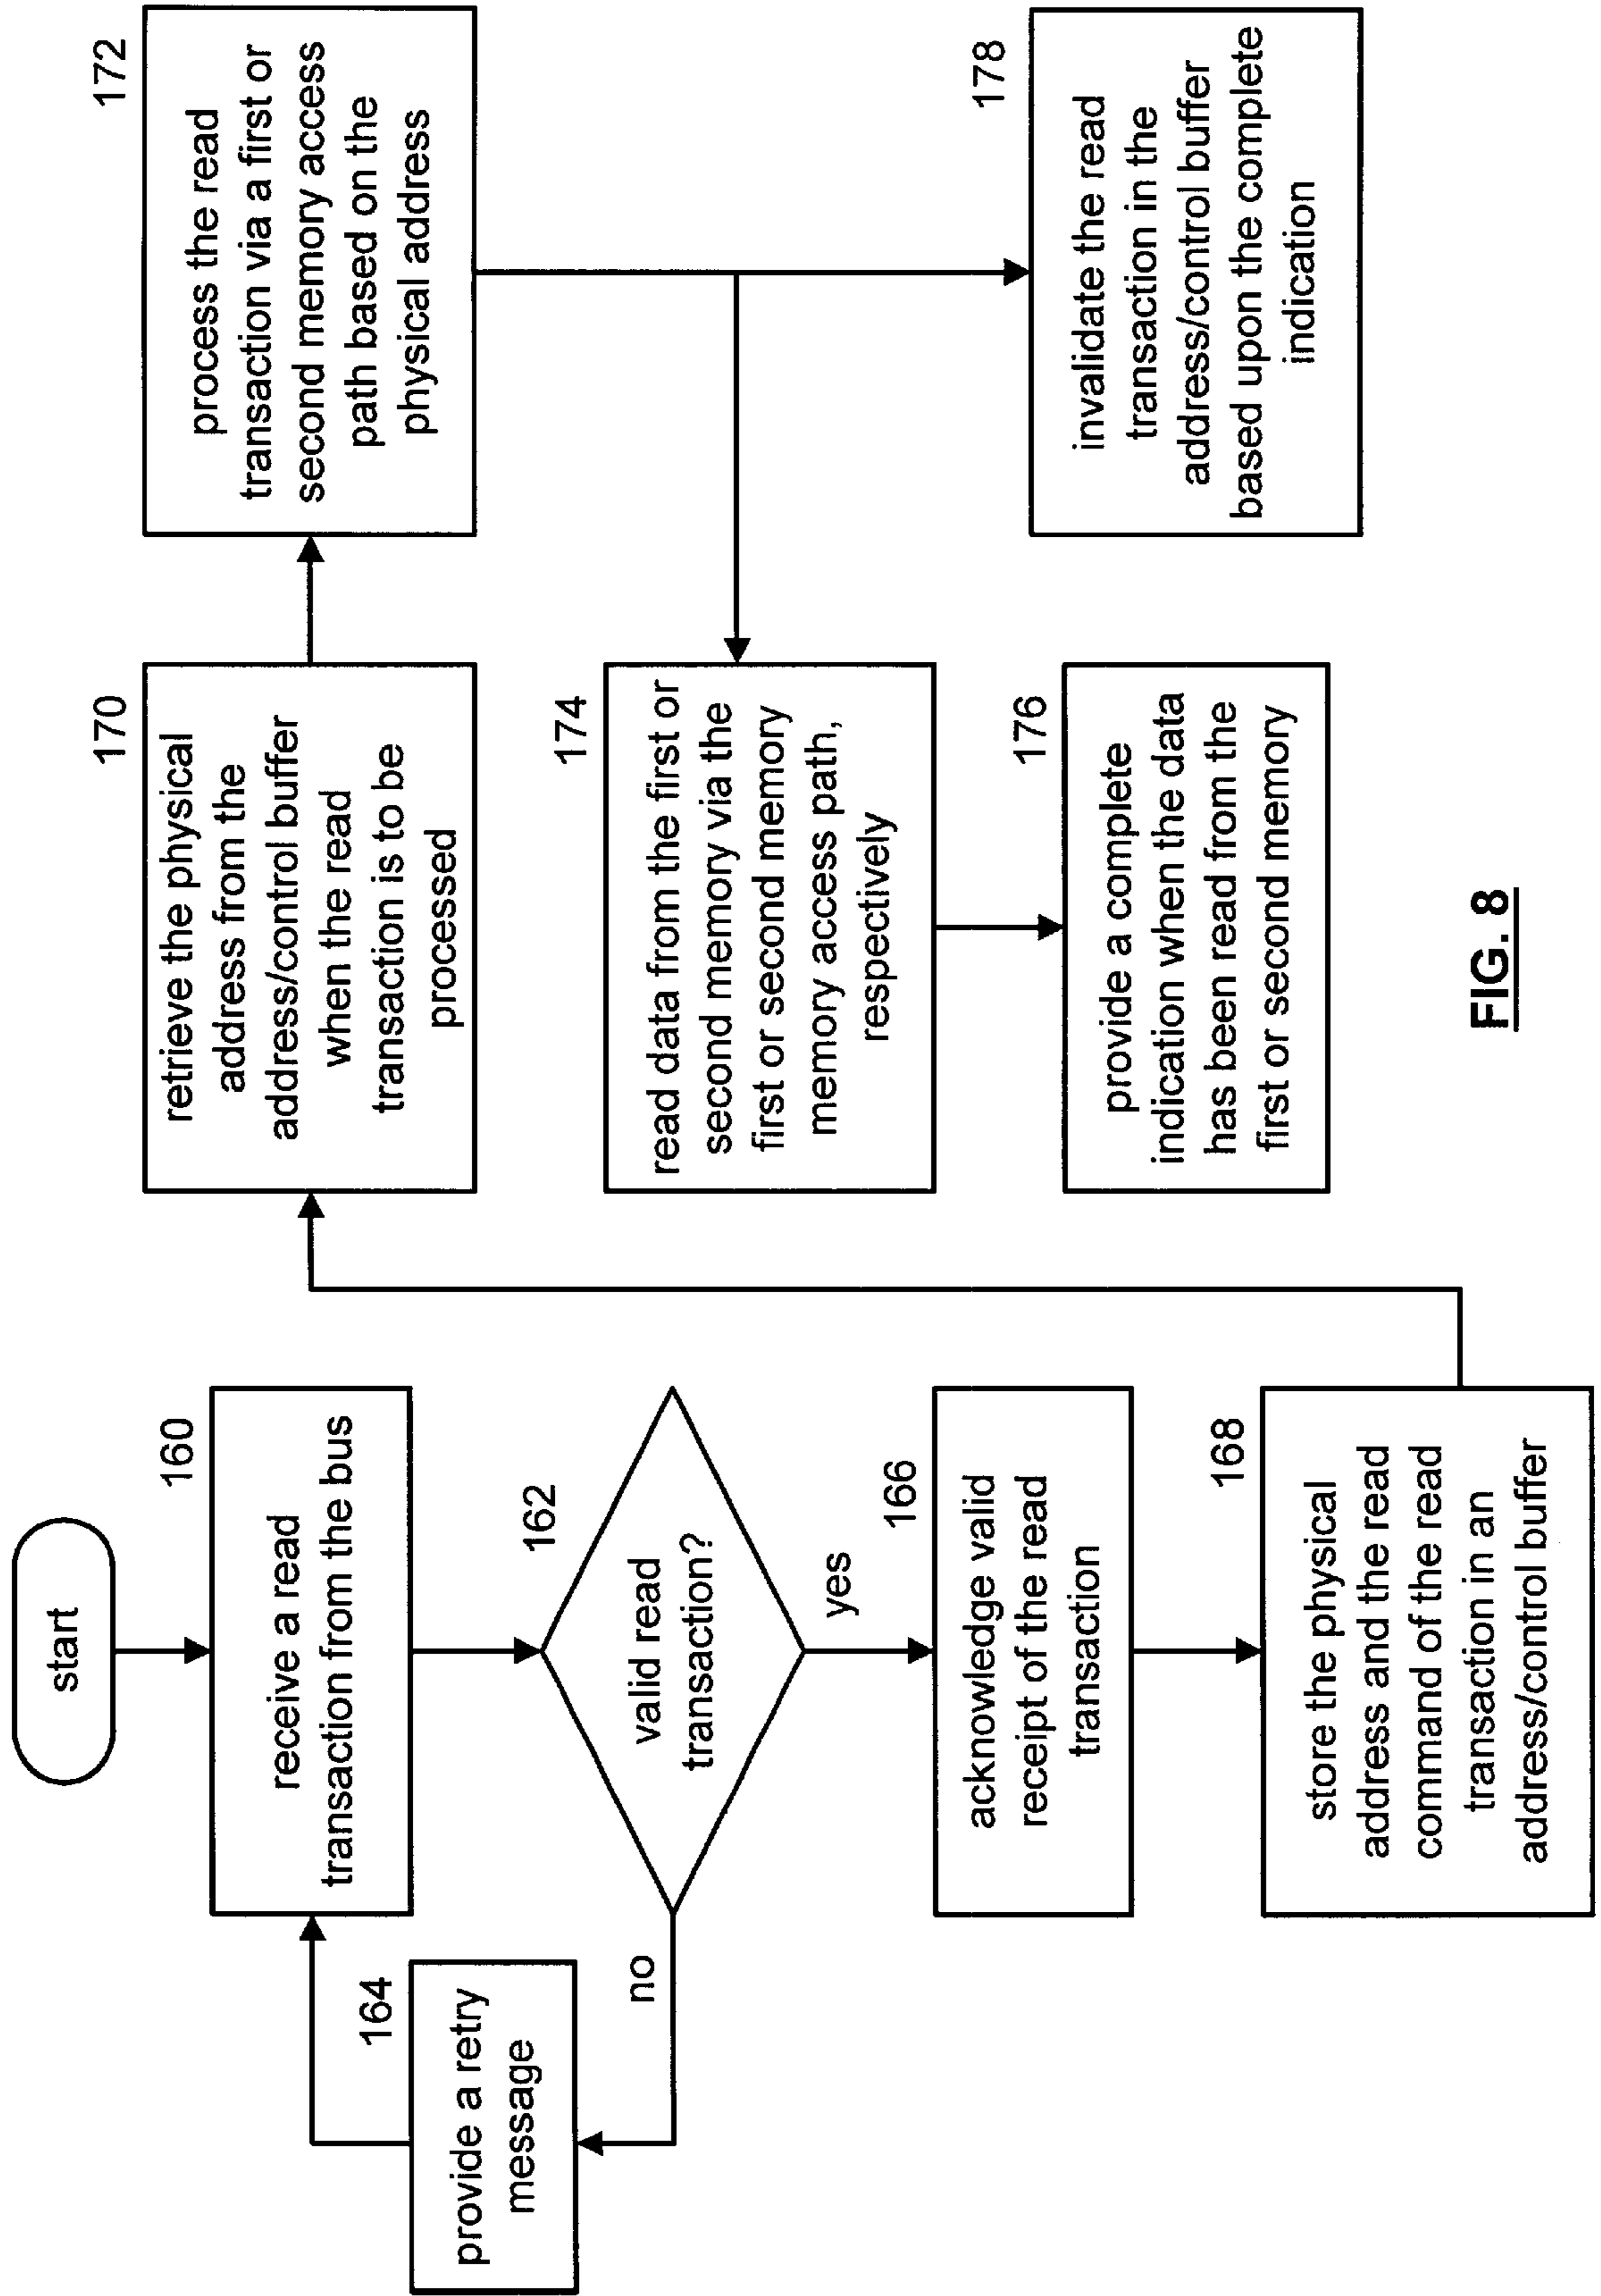 start
160
receive a read
transaction from the bus
162
valid read
transaction?
no
yes
164
provide a retry
message
166
acknowledge valid
receipt of the read
transaction
168
store the physical
address and the read
command of the read
transaction in an
address/control buffer
170
retrieve the physical
address from the
address/control buffer
when the read
transaction is to be
processed
172
process the read
transaction via a first or
second memory access
path based on the
physical address
174
read data from the first or
second memory via the
first or second memory
memory access path,
respectively
176
provide a complete
indication when the data
has been read from the
first or second memory
178
invalidate the read
transaction in the
address/control buffer
based upon the complete
indication
FIG. 8